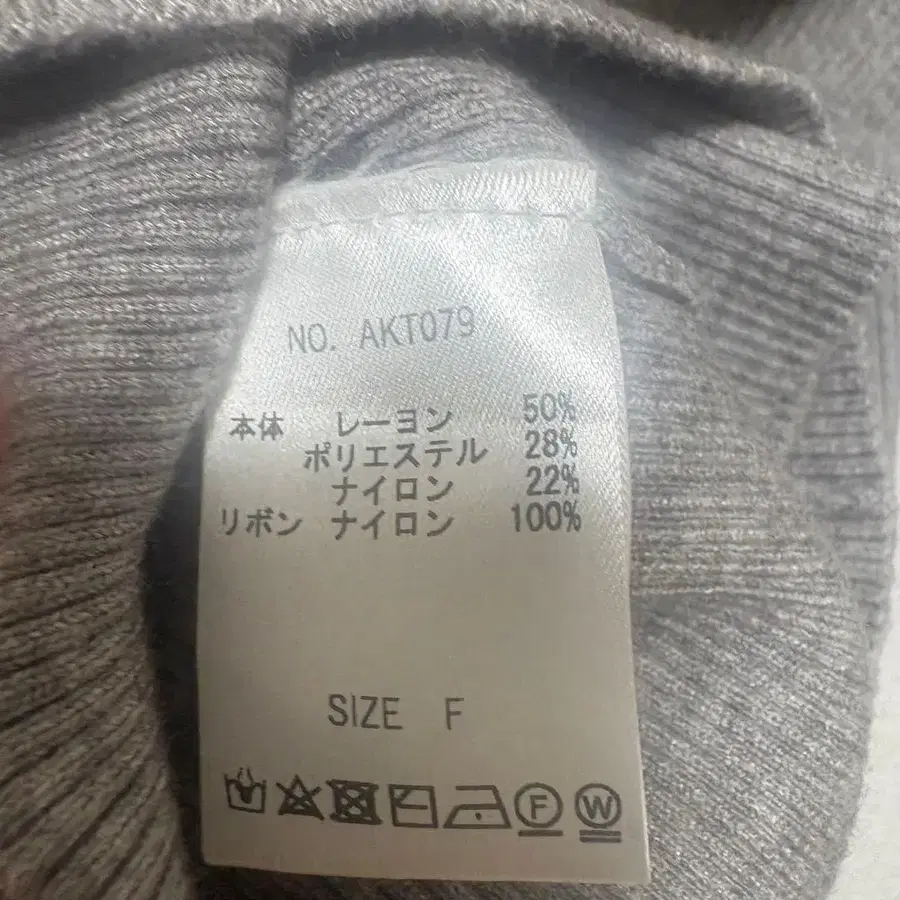 NO. AKT079
本体 レーヨン 50%
ポリエステル 28%
ナイロン 22%
リボン ナイロン 100%
SIZE F
F W